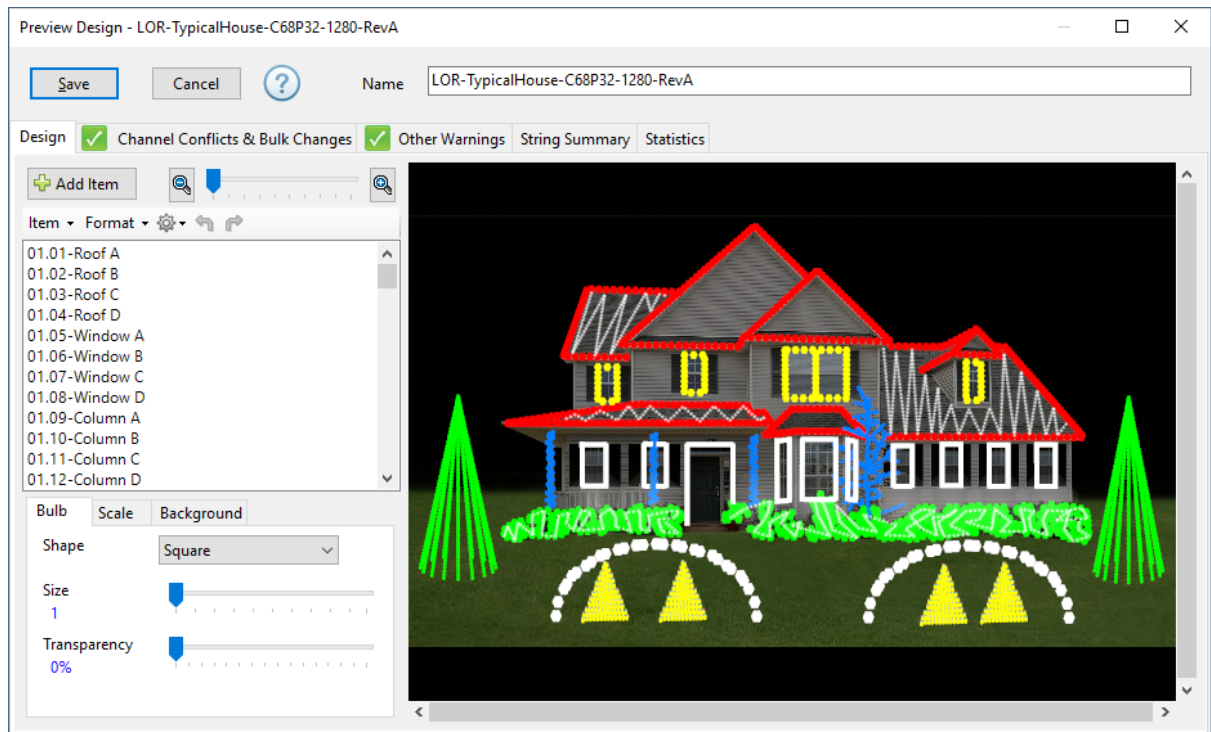 Preview Design - LOR-TypicalHouse-C68P32-1280-RevA
Save Cancel ? Name LOR-TypicalHouse-C68P32-1280-RevA
Design Channel Conflicts & Bulk Changes Other Warnings String Summary Statistics
Add Item
Item Format
01.01-Roof A
01.02-Roof B
01.03-Roof C
01.04-Roof D
01.05-Window A
01.06-Window B
01.07-Window C
01.08-Window D
01.09-Column A
01.10-Column B
01.11-Column C
01.12-Column D
Bulb Scale Background
Shape Square
Size
1
Transparency
0%